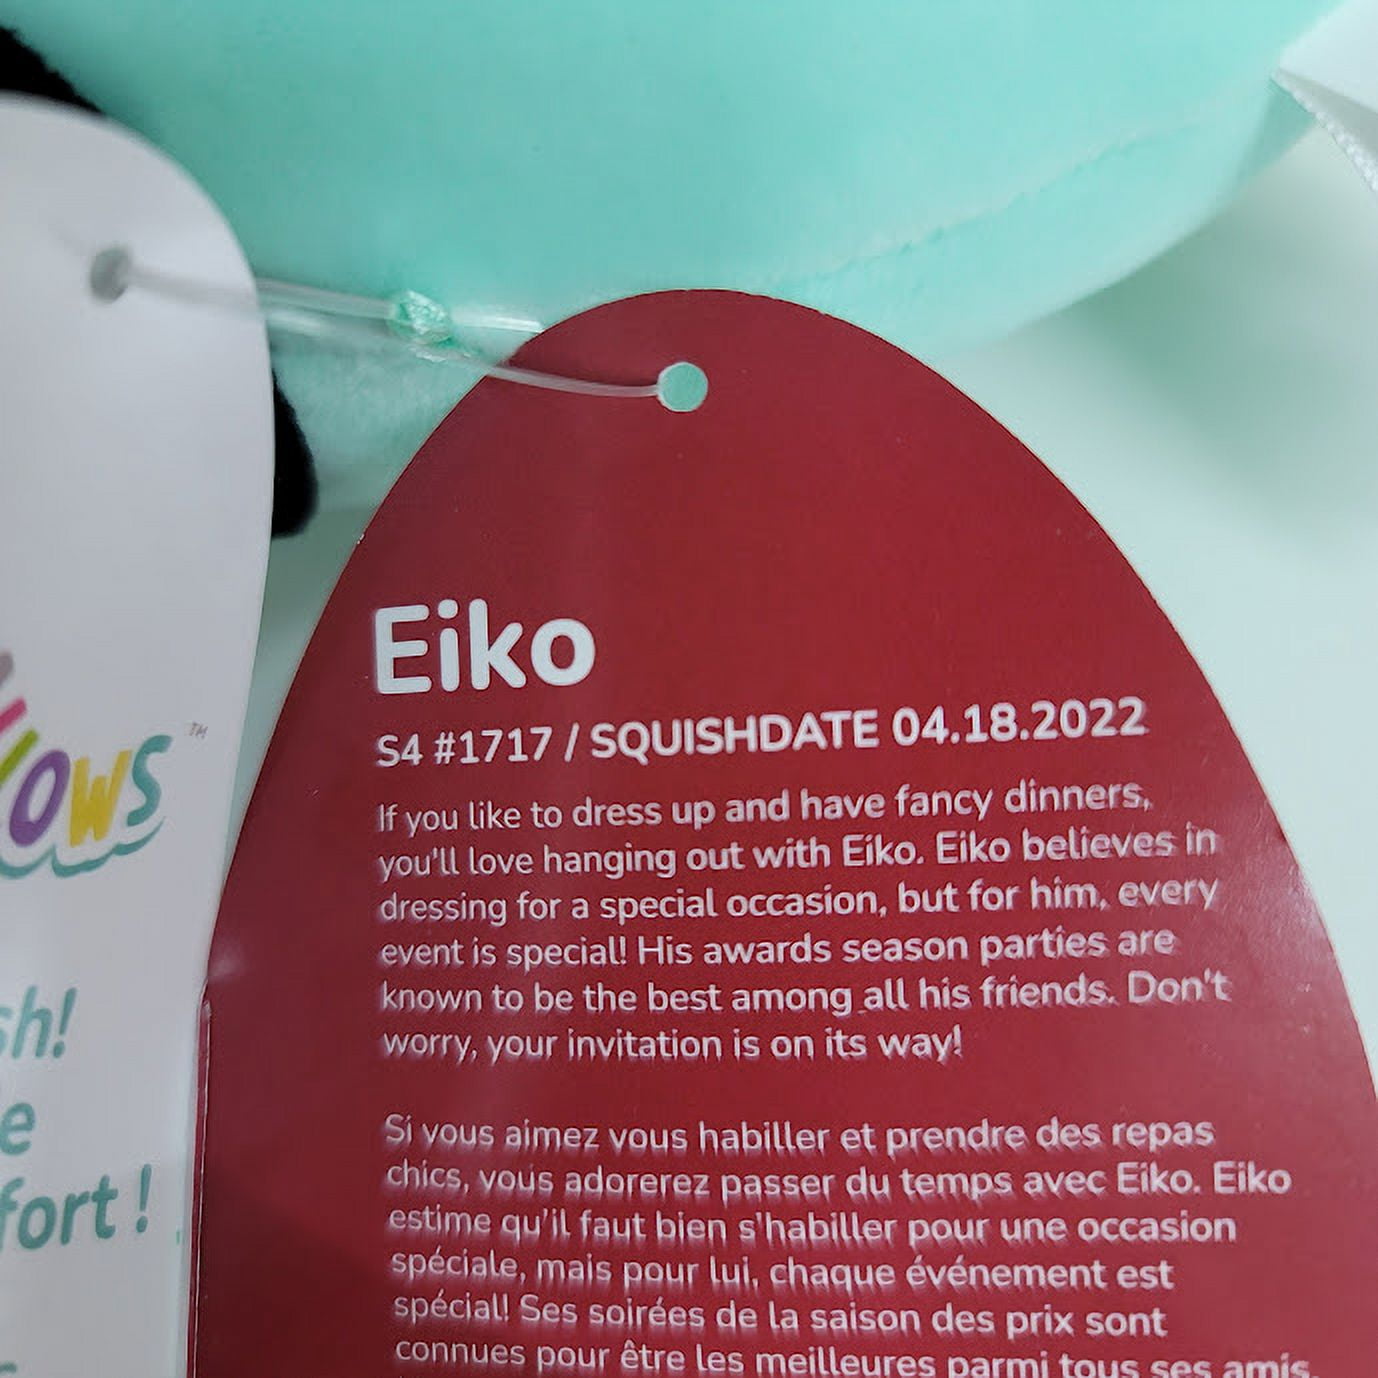 Eiko
S4 #1717 / SQUISHDATE 04.18.2022
If you like to dress up and have fancy dinners,
you'll love hanging out with Eiko. Eiko believes in
dressing for a special occasion, but for him, every
event is special! His awards season parties are
known to be the best among all his friends. Don't
worry, your invitation is on its way!
Si vous aimez vous habiller et prendre des repas
chics, vous adorerez passer du temps avec Eiko. Eiko
estime qu'il faut bien s'habiller pour une occasion
spéciale, mais pour lui, chaque événement est
spécial! Ses soirées de la saison des prix sont
connues pour être les meilleures parmi tous ses amis.
lows™
sh!
e
fort !